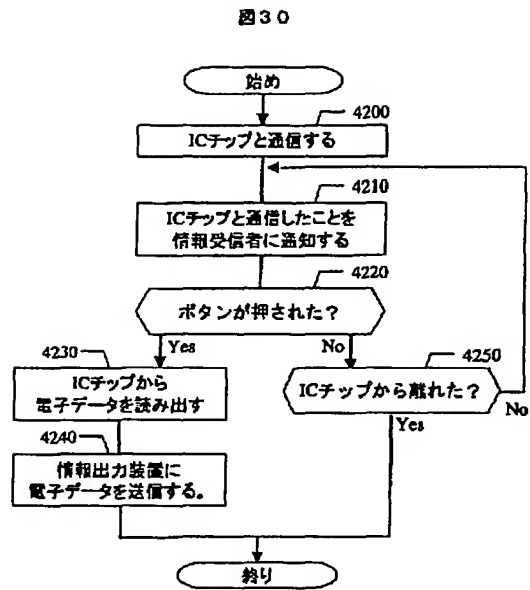 図30
始め
4200
ICチップと通信する
4210
ICチップと通信したことを
情報受信者に通知する
4220
ボタンが押された？
Yes
No
4230
ICチップから
電子データを読み出す
4240
情報出力装置に
電子データを送信する。
4250
ICチップから離れた？
No
Yes
終り